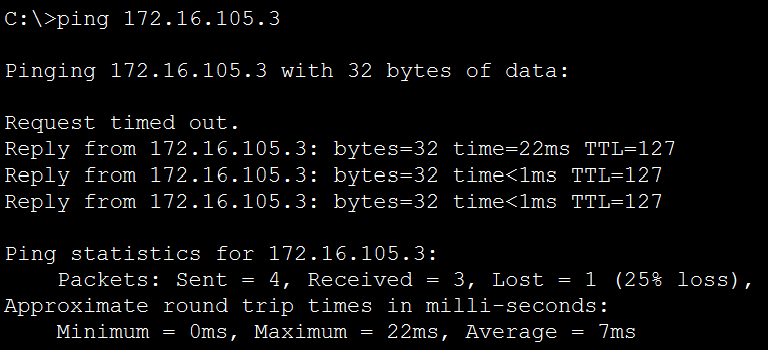 C:\>ping 172.16.105.3
Pinging 172.16.105.3 with 32 bytes of data:
Request timed out.
Reply from 172.16.105.3: bytes=32 time=22ms TTL=127
Reply from 172.16.105.3: bytes=32 time<1ms TTL=127
Reply from 172.16.105.3: bytes=32 time<1ms TTL=127
Ping statistics for 172.16.105.3:
    Packets: Sent = 4, Received = 3, Lost = 1 (25% loss),
Approximate round trip times in milli-seconds:
    Minimum = 0ms, Maximum = 22ms, Average = 7ms